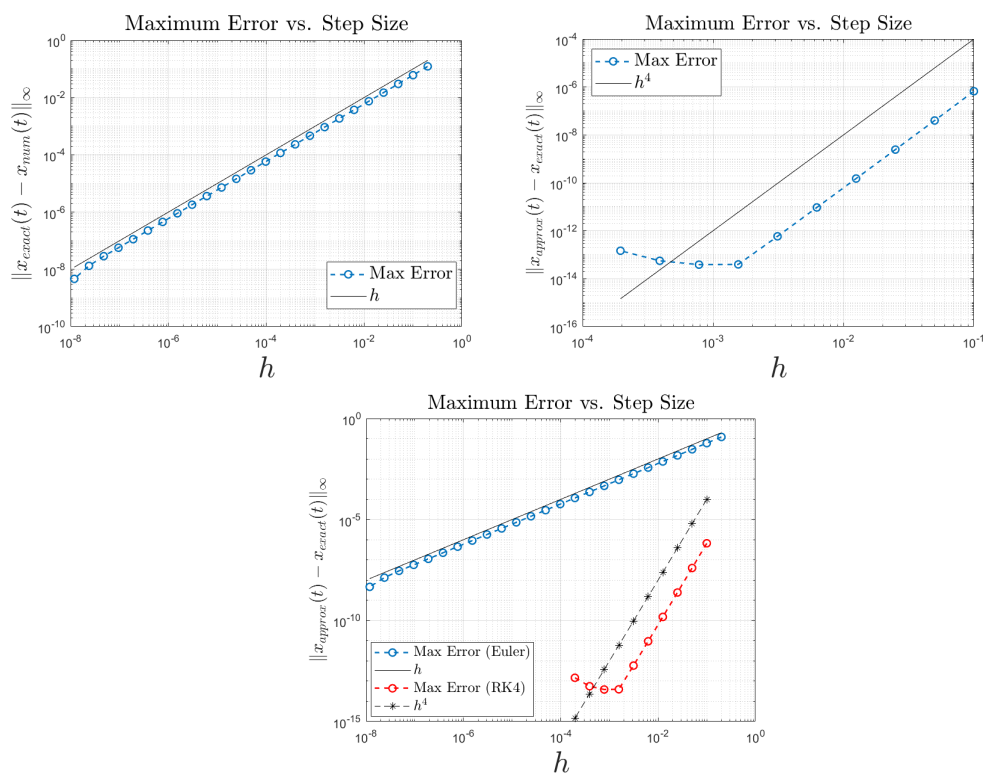 Maximum Error vs. Step Size
10^0
10^-2
10^-4
10^-6
10^-8
10^-10
‖x_exact(t) − x_num(t)‖_∞
Max Error
h
10^-8
10^-6
10^-4
10^-2
10^0
h
Maximum Error vs. Step Size
10^-4
10^-6
10^-8
10^-10
10^-12
10^-14
10^-16
‖x_approx(t) − x_exact(t)‖_∞
Max Error
h^4
10^-4
10^-3
10^-2
10^-1
h
Maximum Error vs. Step Size
10^0
10^-5
10^-10
10^-15
‖x_approx(t) − x_exact(t)‖_∞
Max Error (Euler)
h
Max Error (RK4)
h^4
10^-8
10^-6
10^-4
10^-2
10^0
h